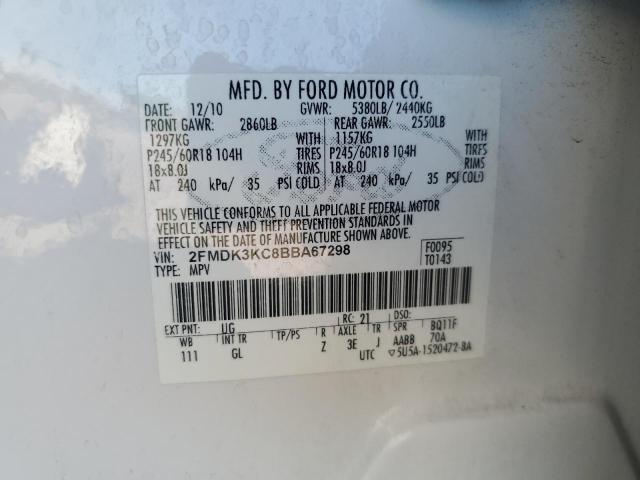 MFD. BY FORD MOTOR CO.
DATE: 12/10 GVWR: 5380LB/ 2440KG
FRONT GAWR: 2860LB REAR GAWR: 2550LB
1297KG WITH 1157KG WITH
P245/60R18 104H TIRES P245/60R18 104H TIRES
18x8.0J RIMS 18x8.0J RIMS
AT 240 kPa/ 35 PSI COLD AT 240 kPa/ 35 PSI COLD
THIS VEHICLE CONFORMS TO ALL APPLICABLE FEDERAL MOTOR
VEHICLE SAFETY AND THEFT PREVENTION STANDARDS IN
EFFECT ON THE DATE OF MANUFACTURE SHOWN ABOVE.
VIN: 2FMDK3KC8BBA67298 F0095
TYPE: MPV T0143
EXT PNT: UG RC: 21 DSO:
WB INT TR TP/PS R AXLE TR SPR BQ11F
111 GL Z 3E J AABB 70A
UTC ▽5U5A-1520472-BA